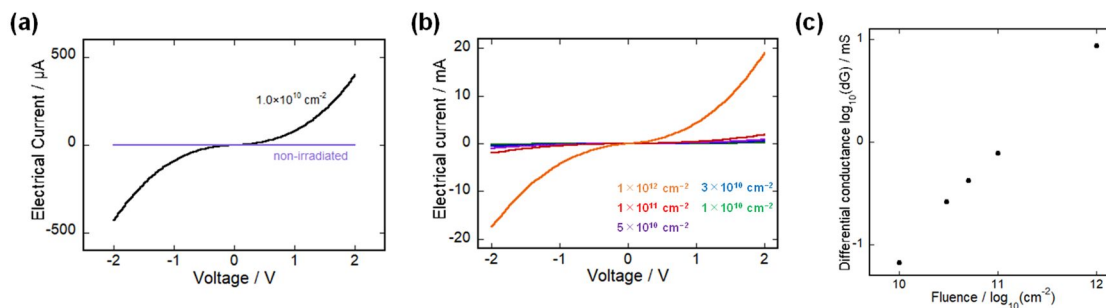 (a)
Electrical Current / μA
500
0
-500
1.0×10¹⁰ cm⁻²
non-irradiated
-2 -1 0 1 2
Voltage / V
(b)
Electrical current / mA
20
10
0
-10
-20
1×10¹² cm⁻² 3×10¹⁰ cm⁻²
1×10¹¹ cm⁻² 1×10¹⁰ cm⁻²
5×10¹⁰ cm⁻²
-2 -1 0 1 2
Voltage / V
(c)
Differential conductance log₁₀(dG) / mS
1
0
-1
10 11 12
Fluence / log₁₀(cm⁻²)